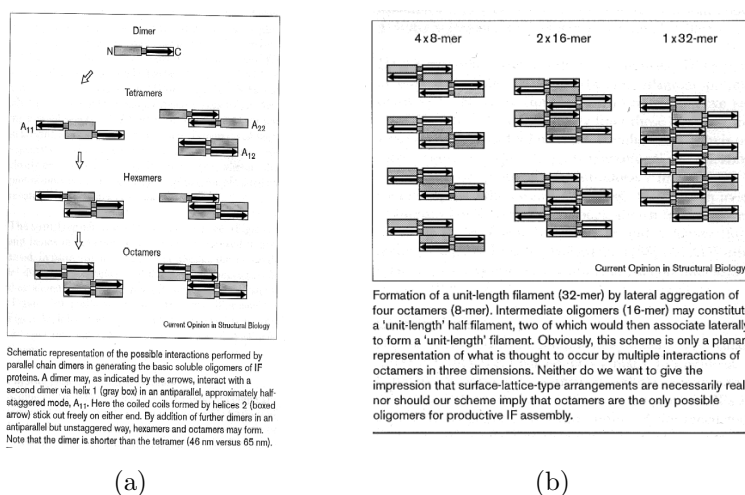 Dimer
N
C
Tetramers
A11
A22
A12
Hexamers
Octamers
Current Opinion in Structural Biology
Schematic representation of the possible interactions performed by
parallel chain dimers in generating the basic soluble oligomers of IF
proteins. A dimer may, as indicated by the arrows, interact with a
second dimer via helix 1 (gray box) in an antiparallel, approximately half-
staggered mode, A11. Here the coiled coils formed by helices 2 (boxed
arrow) stick out freely on either end. By addition of further dimers in an
antiparallel but unstaggered way, hexamers and octamers may form.
Note that the dimer is shorter than the tetramer (46 nm versus 65 nm).
(a)
4x8-mer 2x16-mer 1x32-mer
Current Opinion in Structural Biology
Formation of a unit-length filament (32-mer) by lateral aggregation of
four octamers (8-mer). Intermediate oligomers (16-mer) may constitut
a 'unit-length' half filament, two of which would then associate laterally
to form a 'unit-length' filament. Obviously, this scheme is only a planar
representation of what is thought to occur by multiple interactions of
octamers in three dimensions. Neither do we want to give the
impression that surface-lattice-type arrangements are necessarily real
nor should our scheme imply that octamers are the only possible
oligomers for productive IF assembly.
(b)